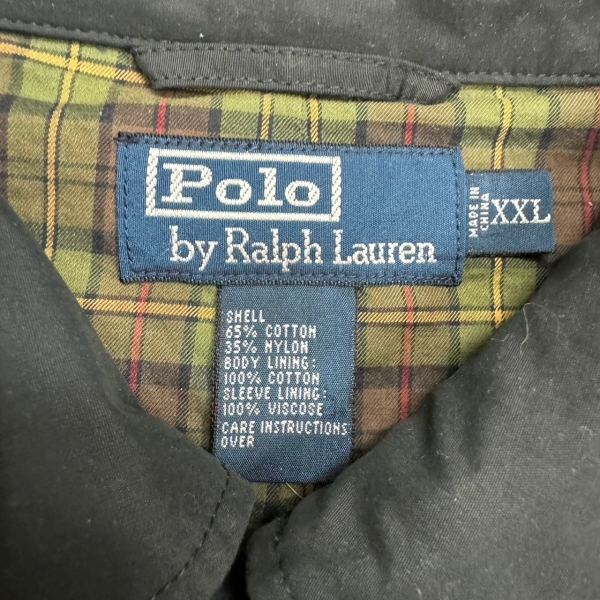 Polo
by Ralph Lauren
MADE IN
CHINA
XXL
SHELL
65% COTTON
35% NYLON
BODY LINING:
100% COTTON
SLEEVE LINING:
100% VISCOSE
CARE INSTRUCTIONS
OVER